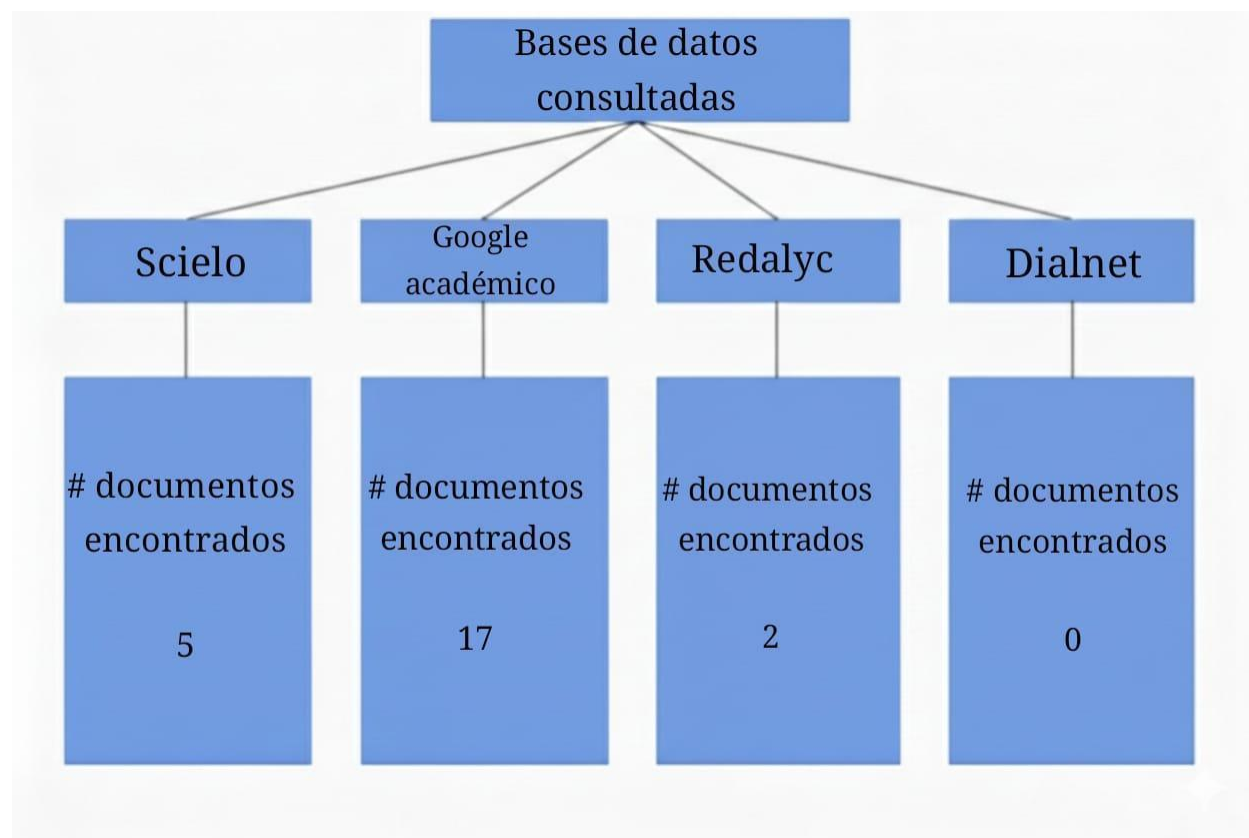 Bases de datos
consultadas
Scielo
Google
académico
Redalyc
Dialnet
# documentos
encontrados
5
# documentos
encontrados
17
# documentos
encontrados
2
# documentos
encontrados
0